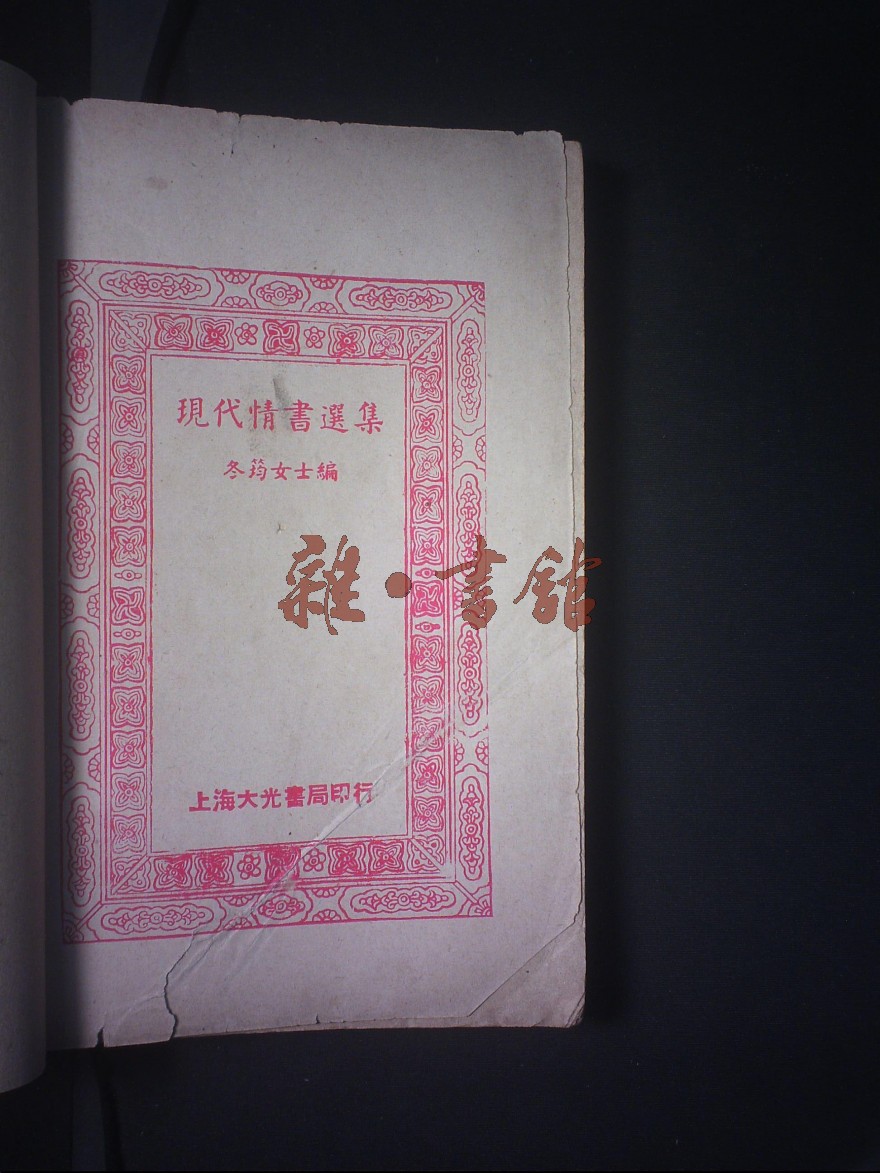 現代情書選集
冬筠女士編
雜·書館
上海大光書局印行